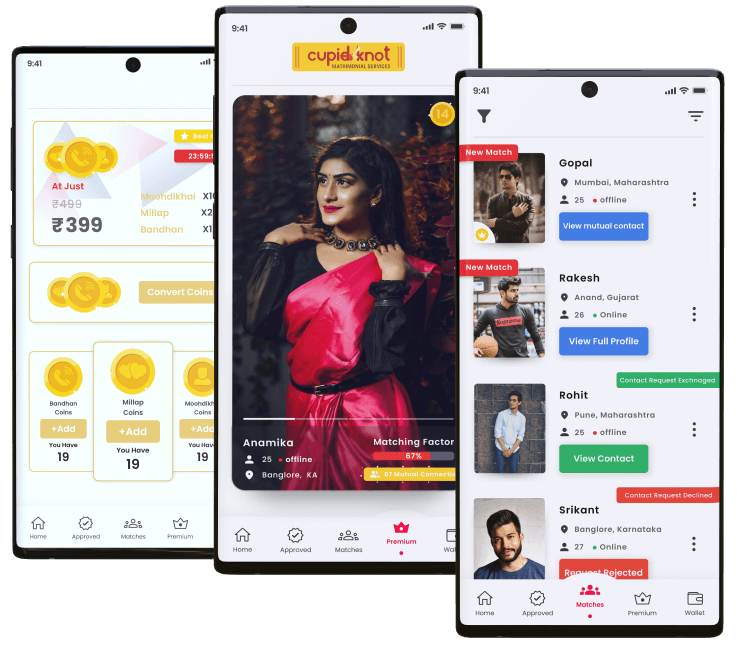 9:41
Best
23:59:5
At Just
₹499
₹399
Moohdikhai X10
Millap X2
Bandhan X1
Convert Coins
Bandhan
Coins
+Add
You Have
19
Millap
Coins
+Add
You Have
19
Moohdik
Coins
+Add
You Have
19
Home
Approved
Matches
Premium
9:41
cupid knot
MATRIMONIAL SERVICES
14
Anamika
25 offline
Banglore, KA
Matching Factor
67%
07 Mutual Connectio
Home
Approved
Matches
Premium
Wal
9:41
New Match
Gopal
Mumbai, Maharashtra
25 offline
View mutual contact
New Match
Rakesh
Anand, Gujarat
26 Online
View Full Profile
Contact Request Exchnaged
Rohit
Pune, Maharashtra
25 offline
View Contact
Contact Request Declined
Srikant
Banglore, Karnataka
27 Online
Request Rejected
Home
Approved
Matches
Premium
Wallet